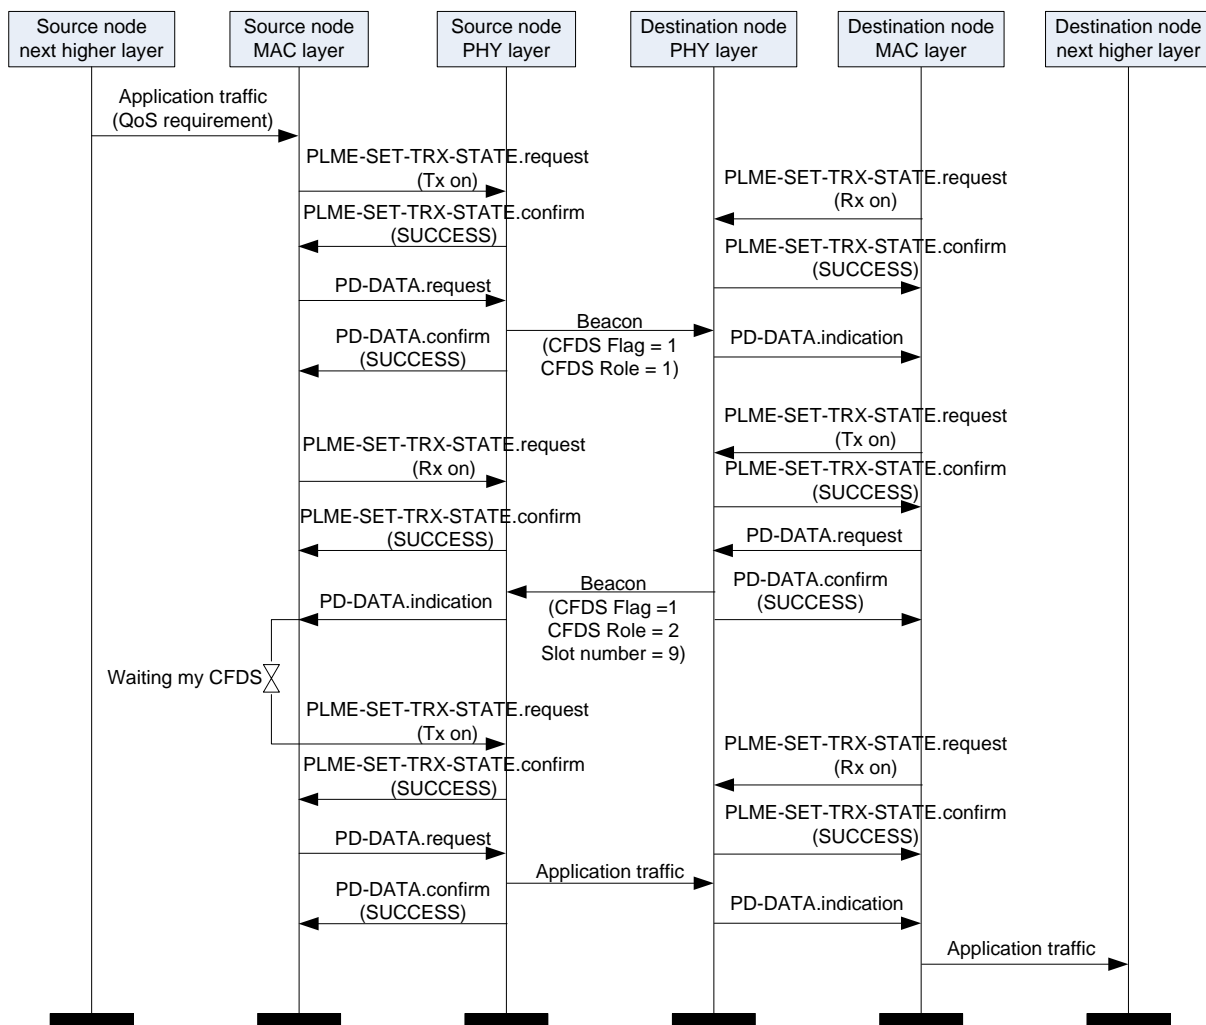 Source node
next higher layer
Source node
MAC layer
Source node
PHY layer
Destination node
PHY layer
Destination node
MAC layer
Destination node
next higher layer
Application traffic
(QoS requirement)
PLME-SET-TRX-STATE.request
(Tx on)
PLME-SET-TRX-STATE.request
(Rx on)
PLME-SET-TRX-STATE.confirm
(SUCCESS)
PLME-SET-TRX-STATE.confirm
(SUCCESS)
PD-DATA.request
Beacon
(CFDS Flag = 1
CFDS Role = 1)
PD-DATA.confirm
(SUCCESS)
PD-DATA.indication
PLME-SET-TRX-STATE.request
(Tx on)
PLME-SET-TRX-STATE.request
(Rx on)
PLME-SET-TRX-STATE.confirm
(SUCCESS)
PLME-SET-TRX-STATE.confirm
(SUCCESS)
PD-DATA.request
Beacon
(CFDS Flag =1
CFDS Role = 2
Slot number = 9)
PD-DATA.confirm
(SUCCESS)
PD-DATA.indication
Waiting my CFDS
PLME-SET-TRX-STATE.request
(Tx on)
PLME-SET-TRX-STATE.request
(Rx on)
PLME-SET-TRX-STATE.confirm
(SUCCESS)
PLME-SET-TRX-STATE.confirm
(SUCCESS)
PD-DATA.request
Application traffic
PD-DATA.confirm
(SUCCESS)
PD-DATA.indication
Application traffic